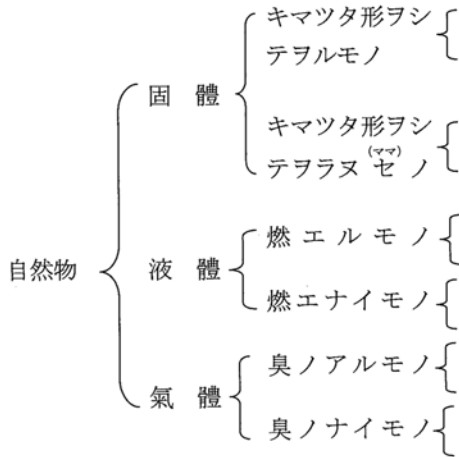 自然物
固體
キマツタ形ヲシ
テヲルモノ
キマツタ形ヲシ
テヲラヌセ(ママ)ノ
液體
燃エルモノ
燃エナイモノ
氣體
臭ノアルモノ
臭ノナイモノ